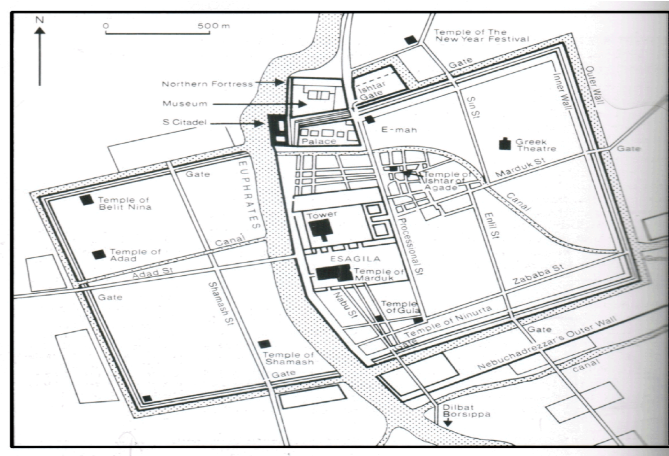 N
0 500 m
Temple of The
New Year Festival
Gate
Northern Fortress
Museum
S. Citadel
Ishtar
Gate
Palace
E-mah
Sin St
Inner Wall
Outer Wall
Greek
Theatre
Gate
Marduk St
Temple of
Ishtar of
Agade
Canal
Gate
EUPHRATES
Temple of
Belit Nina
Temple of
Adad
Canal
Adad St
Gate
Shamash St
Tower
ESAGILA
Temple of
Marduk
Processional St
Enlil St
Zababa St
Nabu St
Temple
of Gula
Temple of Ninurta
Gate
Gate
Nebuchadrezzar's Outer Wall
canal
Temple of
Shamash
Gate
Dilbat
Borsippa